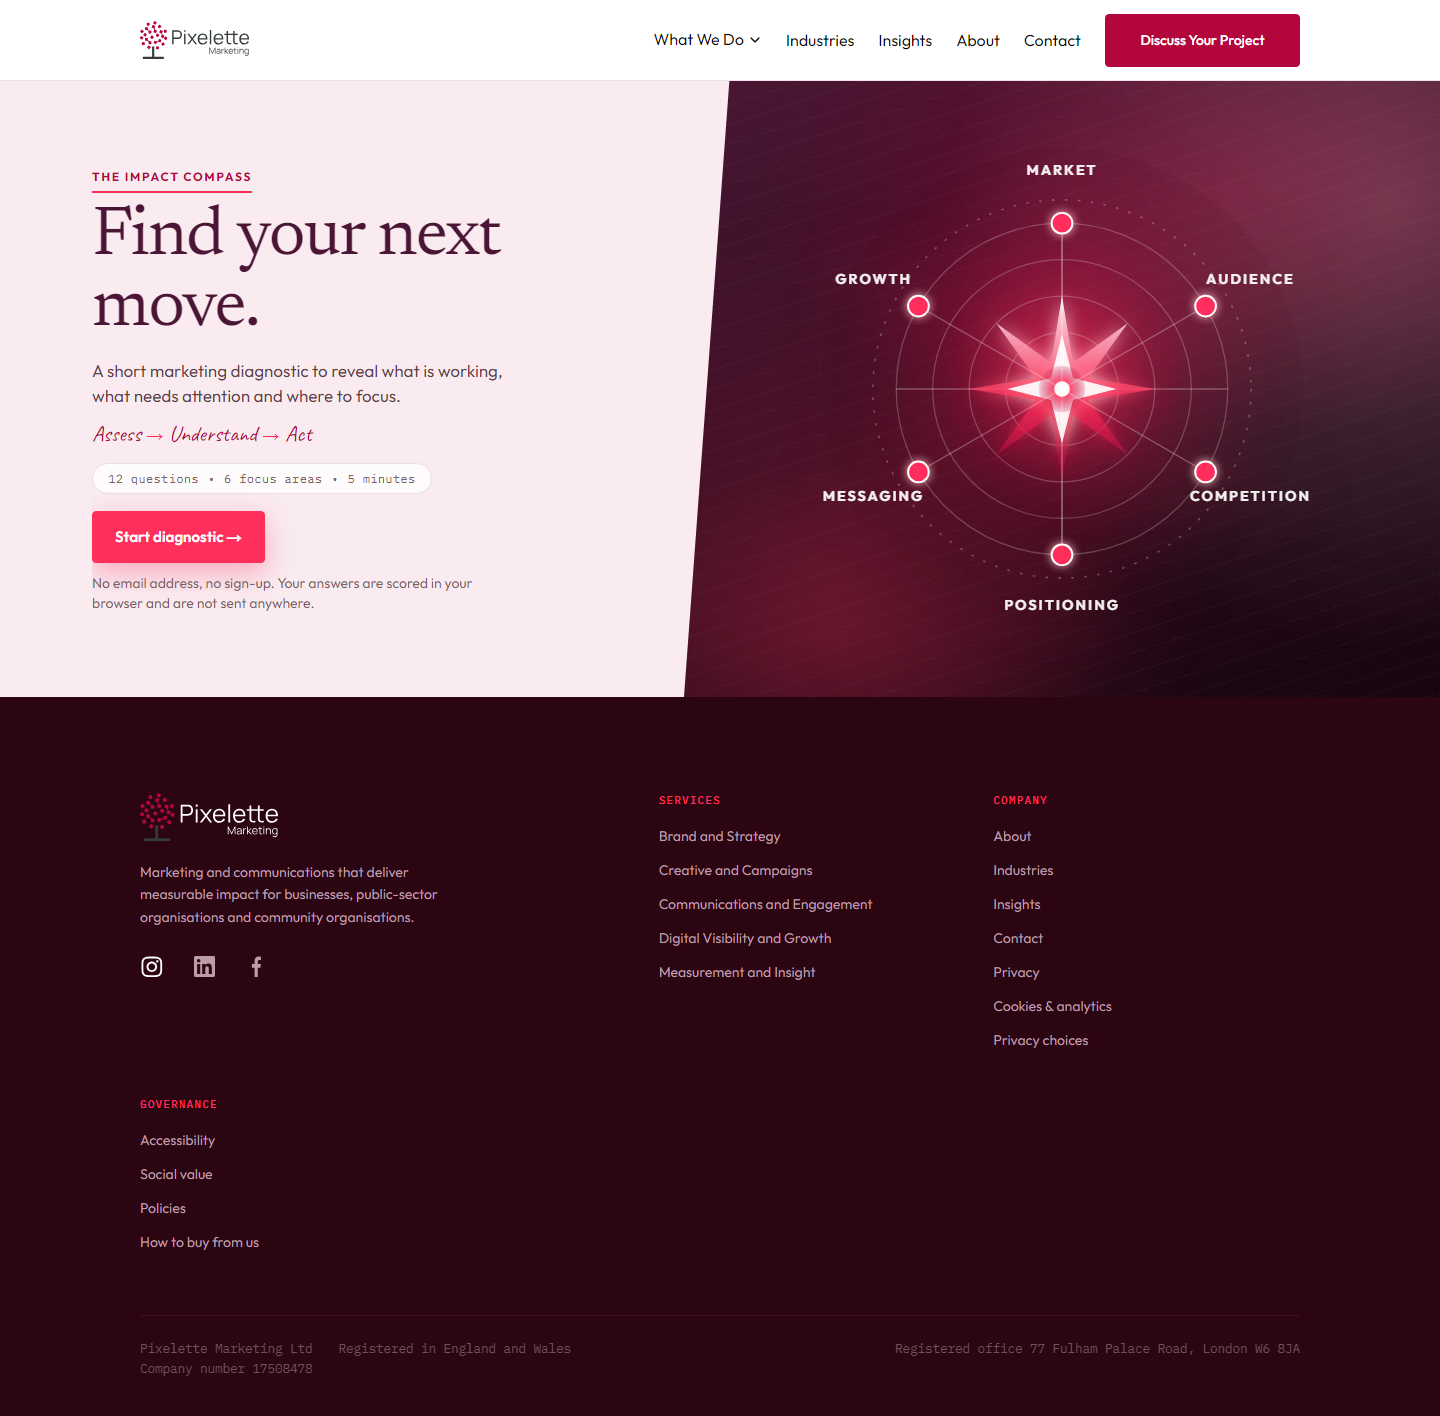 Pixelette
Marketing
What We Do
Industries
Insights
About
Contact
Discuss Your Project
THE IMPACT COMPASS
Find your next
move.
A short marketing diagnostic to reveal what is working,
what needs attention and where to focus.
Assess → Understand → Act
12 questions • 6 focus areas • 5 minutes
Start diagnostic →
No email address, no sign-up. Your answers are scored in your
browser and are not sent anywhere.
MARKET
GROWTH
AUDIENCE
MESSAGING
COMPETITION
POSITIONING
Pixelette
Marketing
Marketing and communications that deliver
measurable impact for businesses, public-sector
organisations and community organisations.
SERVICES
Brand and Strategy
Creative and Campaigns
Communications and Engagement
Digital Visibility and Growth
Measurement and Insight
COMPANY
About
Industries
Insights
Contact
Privacy
Cookies & analytics
Privacy choices
GOVERNANCE
Accessibility
Social value
Policies
How to buy from us
Pixelette Marketing Ltd
Registered in England and Wales
Company number 17508478
Registered office 77 Fulham Palace Road, London W6 8JA